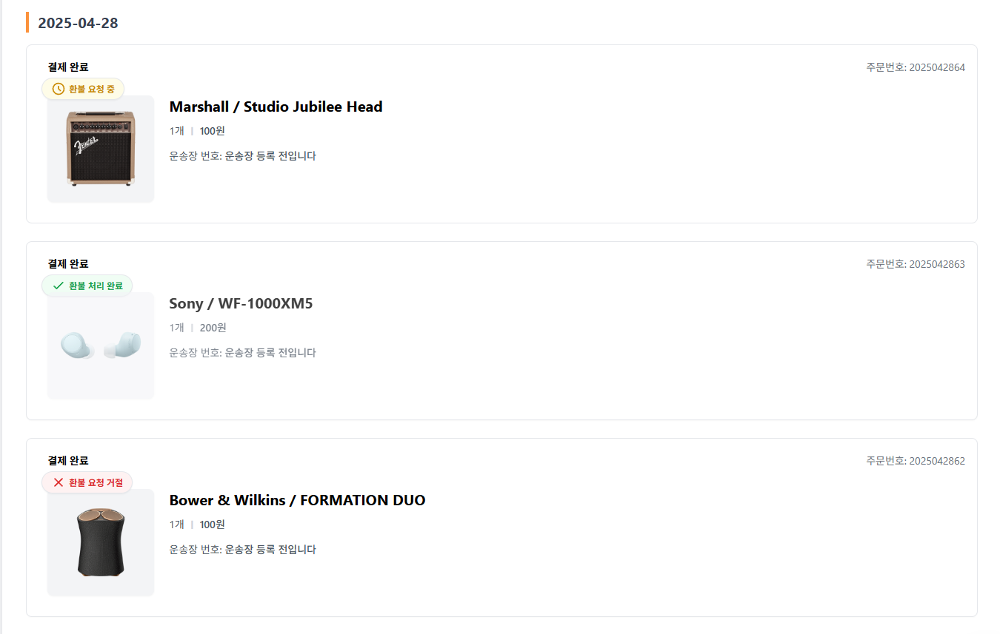 2025-04-28
결제 완료
주문번호: 2025042864
환불 요청 중
Fender
Marshall / Studio Jubilee Head
1개 | 100원
운송장 번호: 운송장 등록 전입니다
결제 완료
주문번호: 2025042863
환불 처리 완료
Sony / WF-1000XM5
1개 | 200원
운송장 번호: 운송장 등록 전입니다
결제 완료
주문번호: 2025042862
환불 요청 거절
Bower & Wilkins / FORMATION DUO
1개 | 100원
운송장 번호: 운송장 등록 전입니다